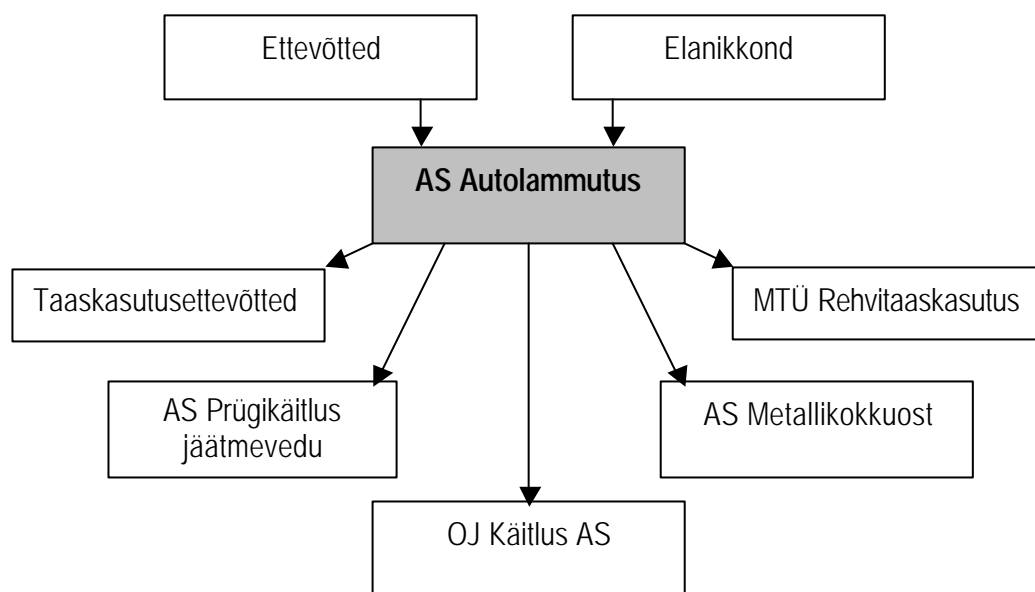 Ettevõtted
Elanikkond
AS Autolammutus
Taaskasutusettevõtted
MTÜ Rehvitaaskasutus
AS Prügikäitlus
jäätmevedu
AS Metallikokkuost
OJ Käitlus AS